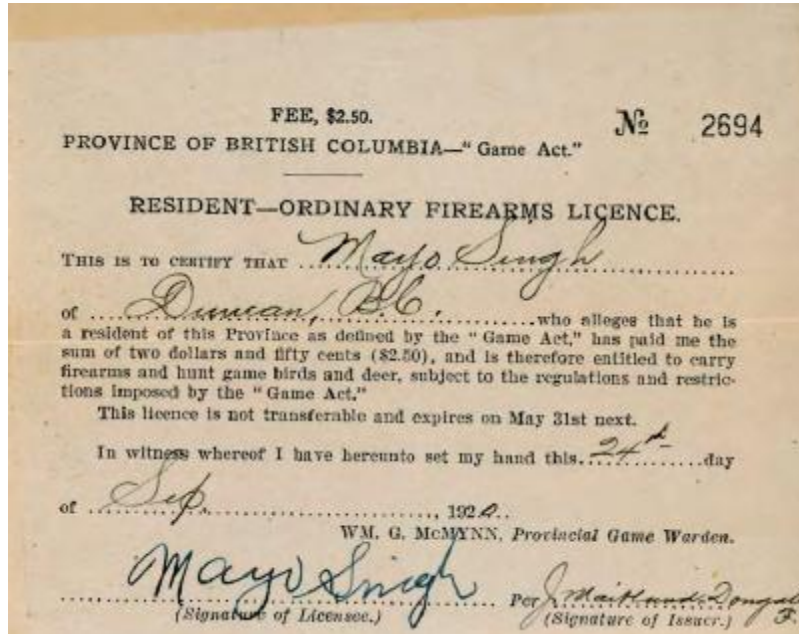 FEE, $2.50.
№ 2694
PROVINCE OF BRITISH COLUMBIA—"Game Act."
RESIDENT—ORDINARY FIREARMS LICENCE.
THIS IS TO CERTIFY THAT Mayo Singh
of Duncan, B.C. who alleges that he is
a resident of this Province as defined by the "Game Act," has paid me the
sum of two dollars and fifty cents ($2.50), and is therefore entitled to carry
firearms and hunt game birds and deer, subject to the regulations and restric-
tions imposed by the "Game Act."
This licence is not transferable and expires on May 31st next.
In witness whereof I have hereunto set my hand this 24th day
of Sep. , 1920.
WM. G. McMYNN, Provincial Game Warden.
Mayo Singh Per J Maitland-Dougall
(Signature of Licensee.) (Signature of Issuer.)